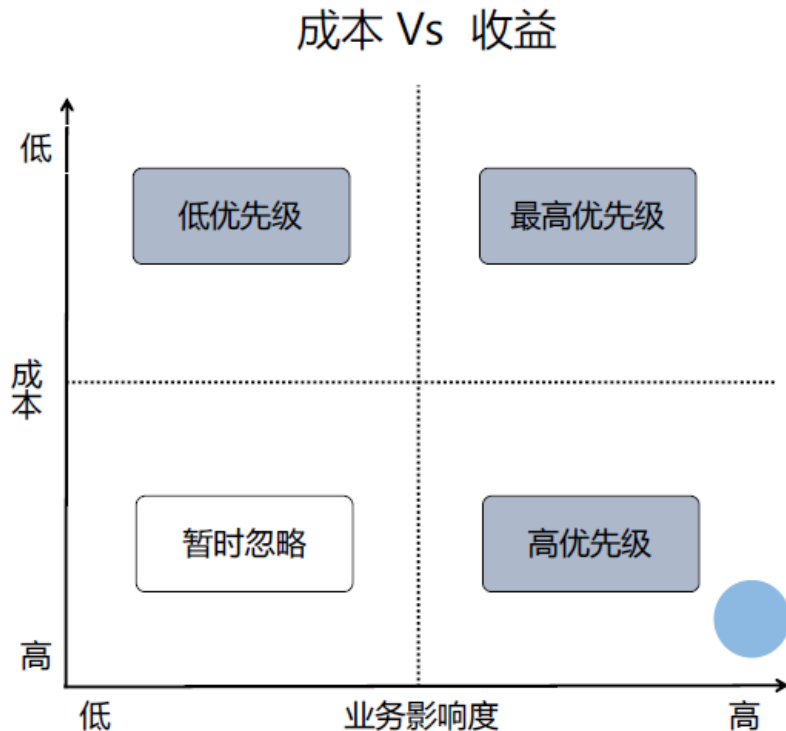 成本 Vs 收益
低
低优先级
最高优先级
成
本
暂时忽略
高优先级
高
低
业务影响度
高